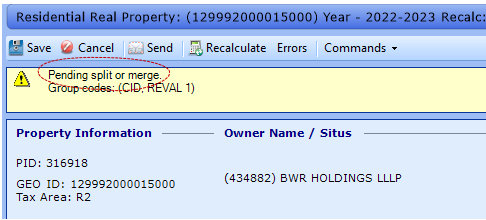 Residential Real Property: (129992000015000) Year - 2022-2023 Recalc:
Save Cancel Send Recalculate Errors Commands
Pending split or merge.
Group codes: (CID, REVAL 1)
Property Information Owner Name / Situs
PID: 316918
(434882) BWR HOLDINGS LLLP
GEO ID: 129992000015000
Tax Area: R2